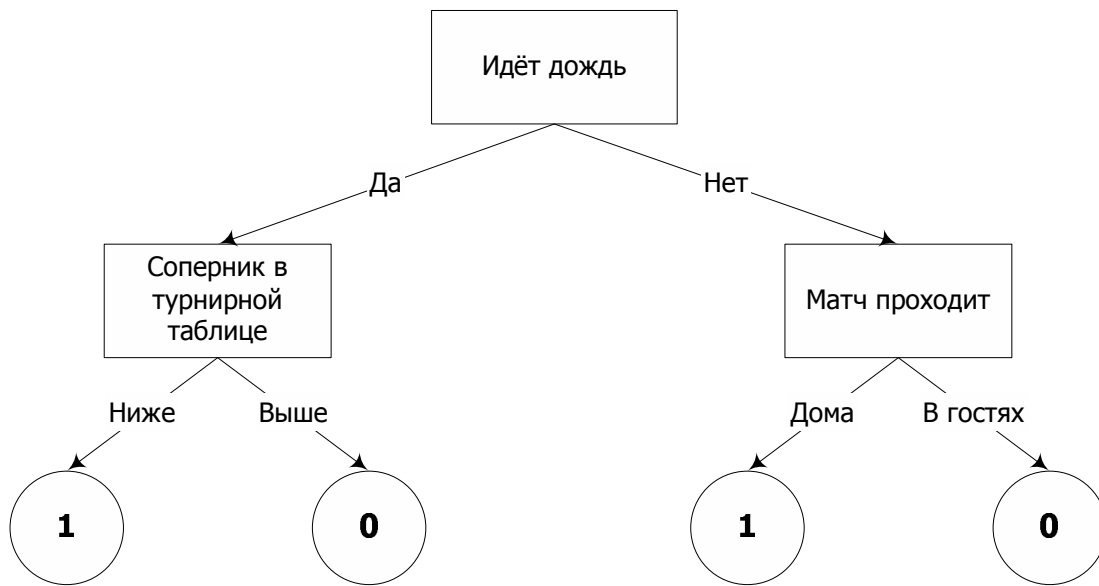 Идёт дождь
Да
Нет
Соперник в
турнирной
таблице
Матч проходит
Ниже
Выше
Дома
В гостях
1
0
1
0